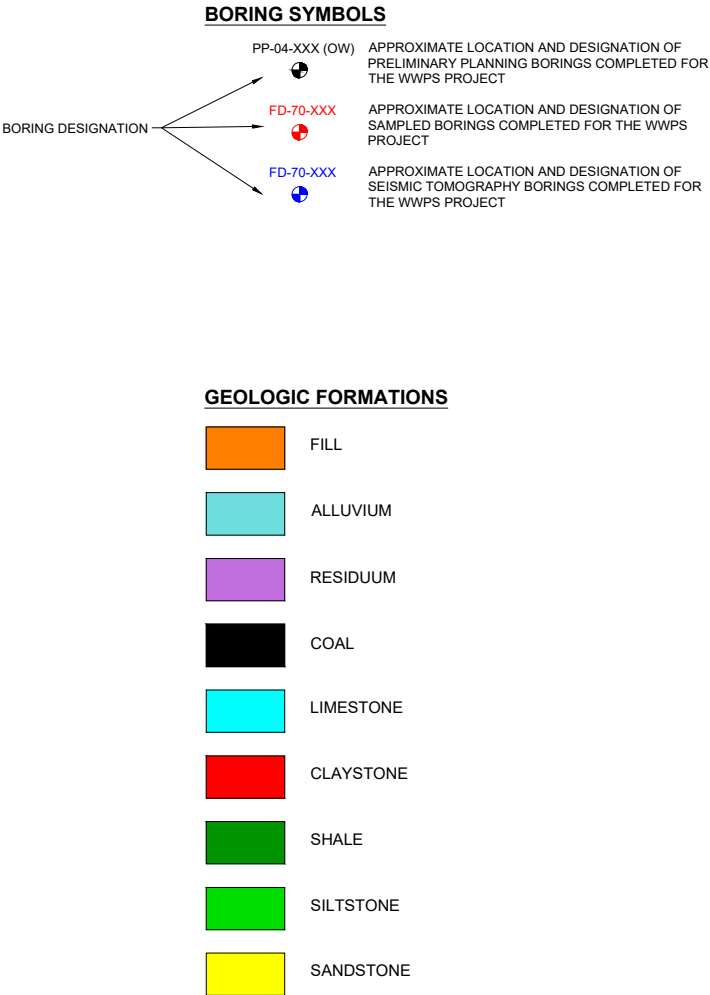 BORING SYMBOLS
PP-04-XXX (OW)
APPROXIMATE LOCATION AND DESIGNATION OF
PRELIMINARY PLANNING BORINGS COMPLETED FOR
THE WWPS PROJECT
BORING DESIGNATION
FD-70-XXX
APPROXIMATE LOCATION AND DESIGNATION OF
SAMPLED BORINGS COMPLETED FOR THE WWPS
PROJECT
FD-70-XXX
APPROXIMATE LOCATION AND DESIGNATION OF
SEISMIC TOMOGRAPHY BORINGS COMPLETED FOR
THE WWPS PROJECT
GEOLOGIC FORMATIONS
FILL
ALLUVIUM
RESIDUUM
COAL
LIMESTONE
CLAYSTONE
SHALE
SILTSTONE
SANDSTONE